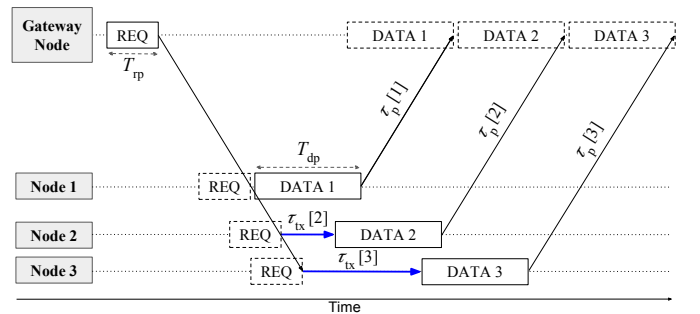 Gateway
Node
REQ
DATA 1
DATA 2
DATA 3
T_rp
τ_p[1]
τ_p[2]
τ_p[3]
T_dp
Node 1
REQ
DATA 1
τ_tx[2]
Node 2
REQ
DATA 2
τ_tx[3]
Node 3
REQ
DATA 3
Time